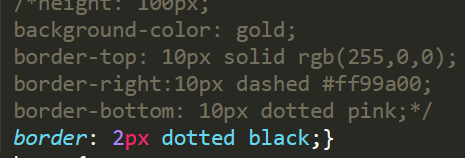 /*height: 100px;
background-color: gold;
border-top: 10px solid rgb(255,0,0);
border-right:10px dashed #ff99a00;
border-bottom: 10px dotted pink;*/
border: 2px dotted black;}